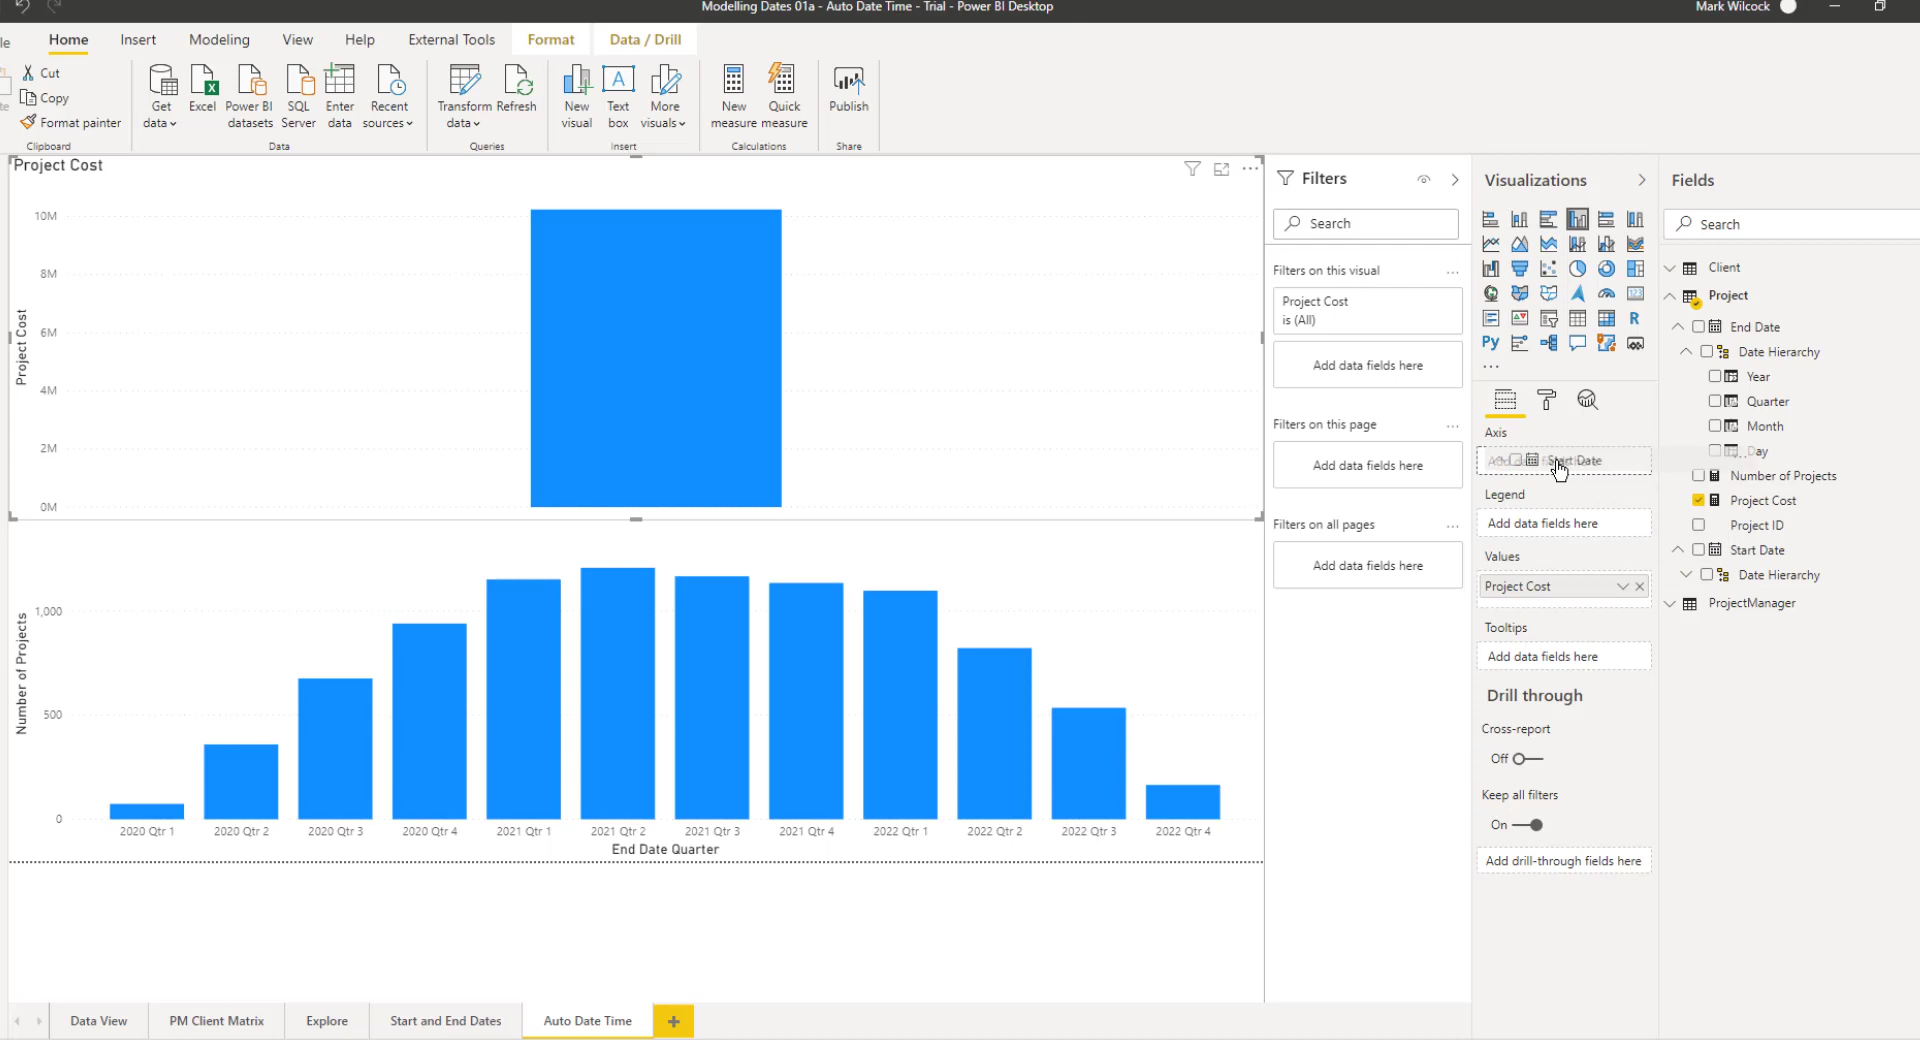 Modelling Dates 01a - Auto Date Time - Trial - Power BI Desktop
Mark Wilcock
Home
Insert
Modeling
View
Help
External Tools
Format
Data / Drill
Cut
Copy
Format painter
Clipboard
Get data
Excel
Power BI datasets
SQL Server
Enter data
Recent sources
Data
Transform data
Refresh
Queries
New visual
Text box
More visuals
Insert
New measure
Quick measure
Calculations
Publish
Share
Project Cost
10M
8M
6M
4M
2M
0M
Project Cost
1,000
500
0
Number of Projects
2020 Qtr 1
2020 Qtr 2
2020 Qtr 3
2020 Qtr 4
2021 Qtr 1
2021 Qtr 2
2021 Qtr 3
2021 Qtr 4
2022 Qtr 1
2022 Qtr 2
2022 Qtr 3
2022 Qtr 4
End Date Quarter
Filters
Search
Filters on this visual
Project Cost
is (All)
Add data fields here
Filters on this page
Add data fields here
Filters on all pages
Add data fields here
Visualizations
R
Py
123
Axis
Start Date
Legend
Add data fields here
Values
Project Cost
Tooltips
Add data fields here
Drill through
Cross-report
Off
Keep all filters
On
Add drill-through fields here
Fields
Search
Client
Project
End Date
Date Hierarchy
Year
Quarter
Month
Day
Number of Projects
Project Cost
Project ID
Start Date
Date Hierarchy
ProjectManager
Data View
PM Client Matrix
Explore
Start and End Dates
Auto Date Time